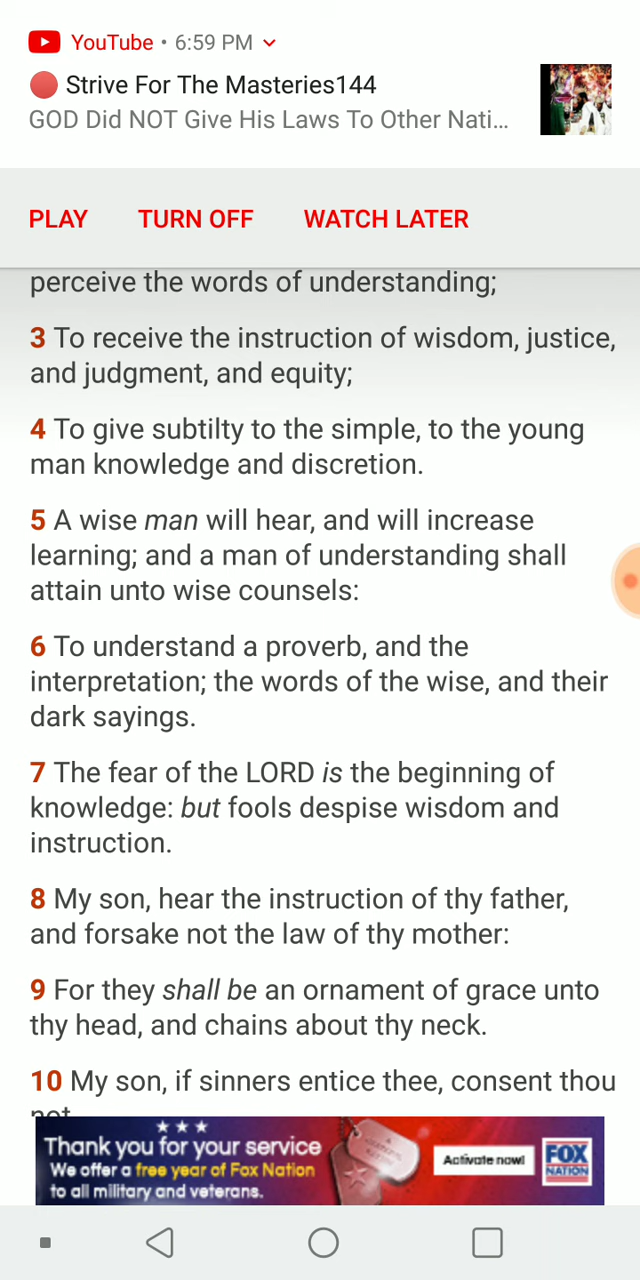 YouTube • 6:59 PM
Strive For The Masteries144
GOD Did NOT Give His Laws To Other Nati...
PLAY TURN OFF WATCH LATER
perceive the words of understanding;
3 To receive the instruction of wisdom, justice,
and judgment, and equity;
4 To give subtilty to the simple, to the young
man knowledge and discretion.
5 A wise man will hear, and will increase
learning; and a man of understanding shall
attain unto wise counsels:
6 To understand a proverb, and the
interpretation; the words of the wise, and their
dark sayings.
7 The fear of the LORD is the beginning of
knowledge: but fools despise wisdom and
instruction.
8 My son, hear the instruction of thy father,
and forsake not the law of thy mother:
9 For they shall be an ornament of grace unto
thy head, and chains about thy neck.
10 My son, if sinners entice thee, consent thou
not
Thank you for your service
We offer a free year of Fox Nation
to all military and veterans.
Activate now!
FOX
NATION